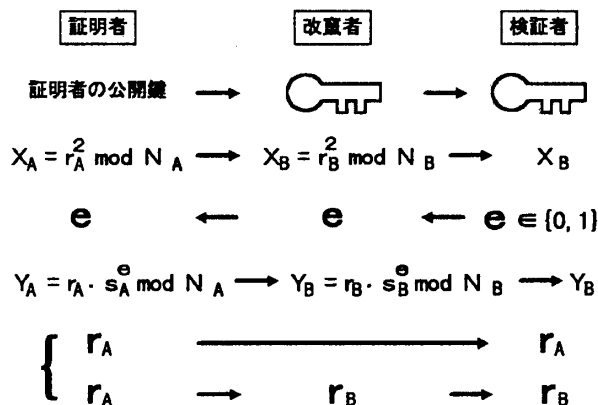 証明者 改竄者 検証者
証明者の公開鍵
X_A = r_A^2 mod N_A → X_B = r_B^2 mod N_B → X_B
e ← e ← e ∈ {0, 1}
Y_A = r_A · s_A^e mod N_A → Y_B = r_B · s_B^e mod N_B → Y_B
r_A → r_A
r_A → r_B → r_B